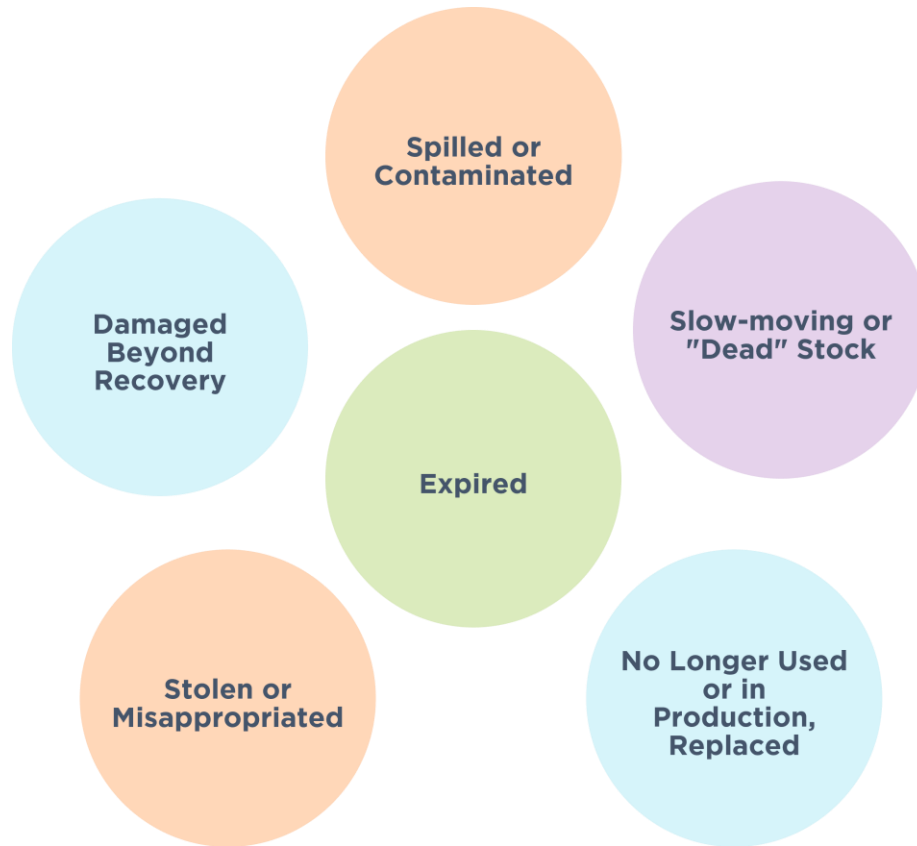 Spilled or
Contaminated
Damaged
Beyond
Recovery
Slow-moving or
"Dead" Stock
Expired
Stolen or
Misappropriated
No Longer Used
or in
Production,
Replaced